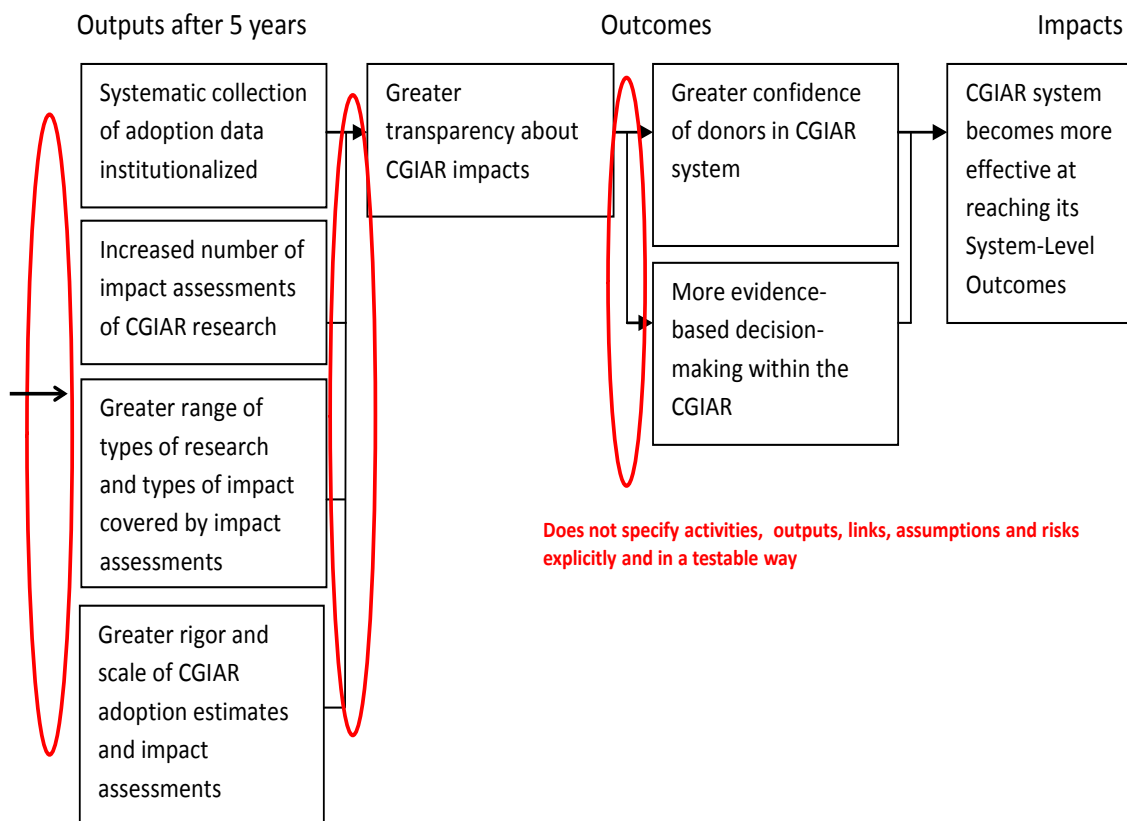 Outputs after 5 years
Outcomes
Impacts
Systematic collection
of adoption data
institutionalized
Increased number of
impact assessments
of CGIAR research
Greater range of
types of research
and types of impact
covered by impact
assessments
Greater rigor and
scale of CGIAR
adoption estimates
and impact
assessments
Greater
transparency about
CGIAR impacts
Greater confidence
of donors in CGIAR
system
More evidence-
based decision-
making within the
CGIAR
CGIAR system
becomes more
effective at
reaching its
System-Level
Outcomes
Does not specify activities, outputs, links, assumptions and risks
explicitly and in a testable way